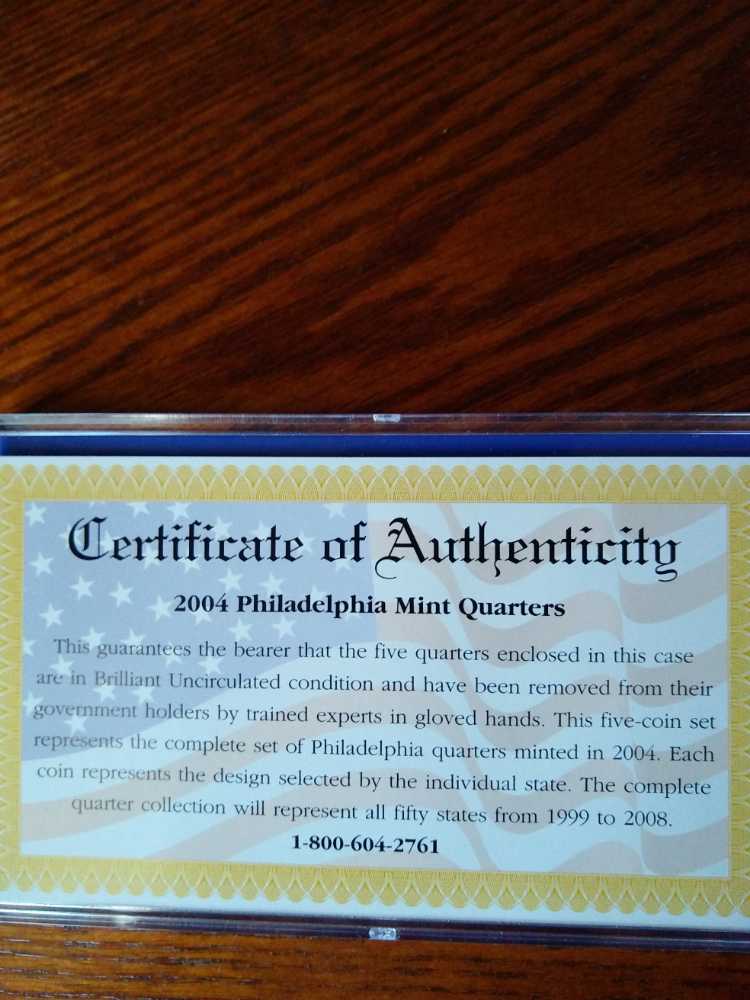 Certificate of Authenticity
2004 Philadelphia Mint Quarters
This guarantees the bearer that the five quarters enclosed in this case
are in Brilliant Uncirculated condition and have been removed from their
government holders by trained experts in gloved hands. This five-coin set
represents the complete set of Philadelphia quarters minted in 2004. Each
coin represents the design selected by the individual state. The complete
quarter collection will represent all fifty states from 1999 to 2008.
1-800-604-2761